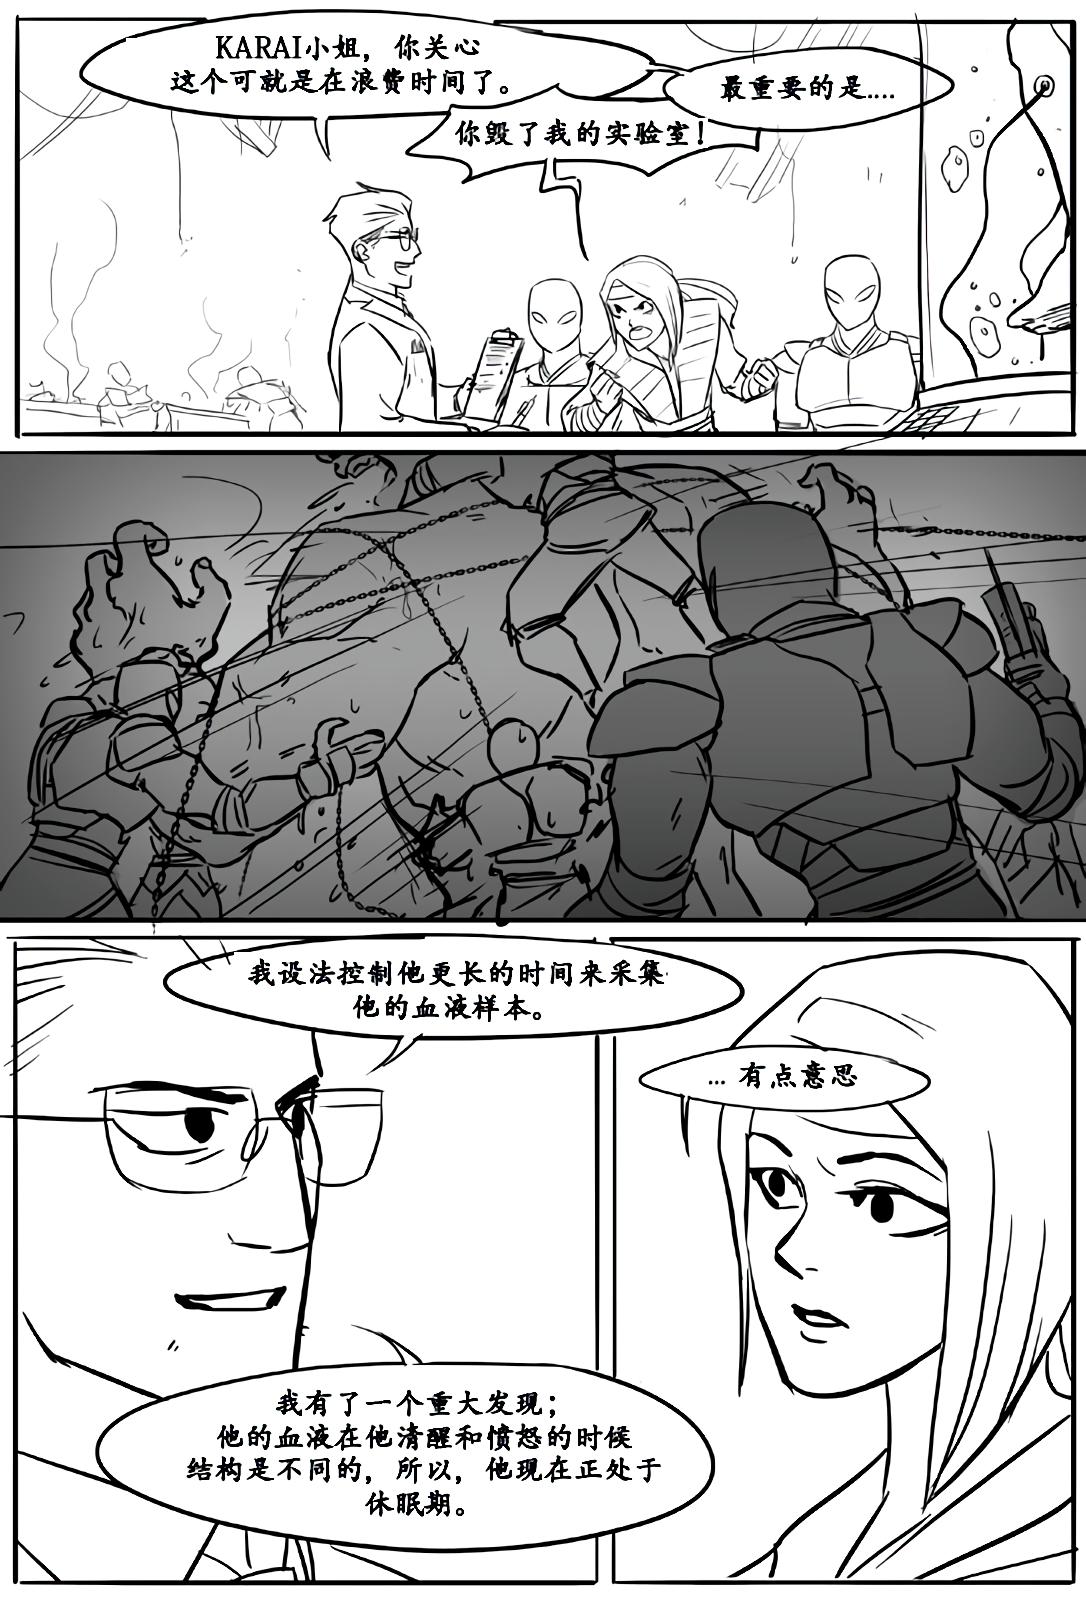 KARAI小姐，你关心
这个可就是在浪费时间了。
你毁了我的实验室！
最重要的是....
我设法控制他更长的时间来采集
他的血液样本。
... 有点意思
我有了一个重大发现；
他的血液在他清醒和愤怒的时候
结构是不同的，所以，他现在正处于
休眠期。